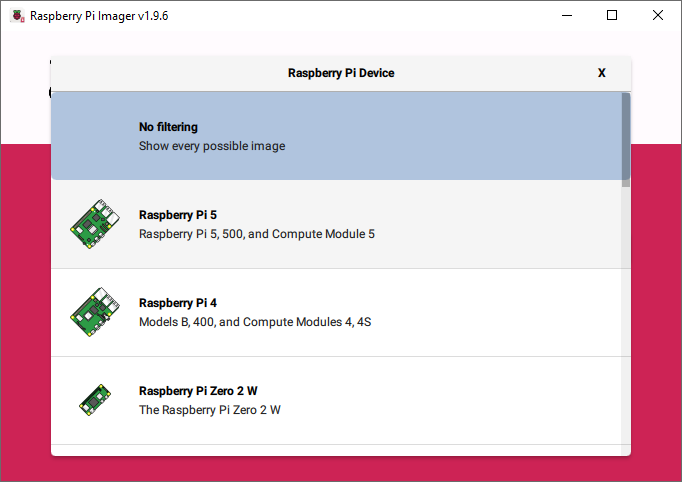 Raspberry Pi Imager v1.9.6
Raspberry Pi Device
X
No filtering
Show every possible image
Raspberry Pi 5
Raspberry Pi 5, 500, and Compute Module 5
Raspberry Pi 4
Models B, 400, and Compute Modules 4, 4S
Raspberry Pi Zero 2 W
The Raspberry Pi Zero 2 W